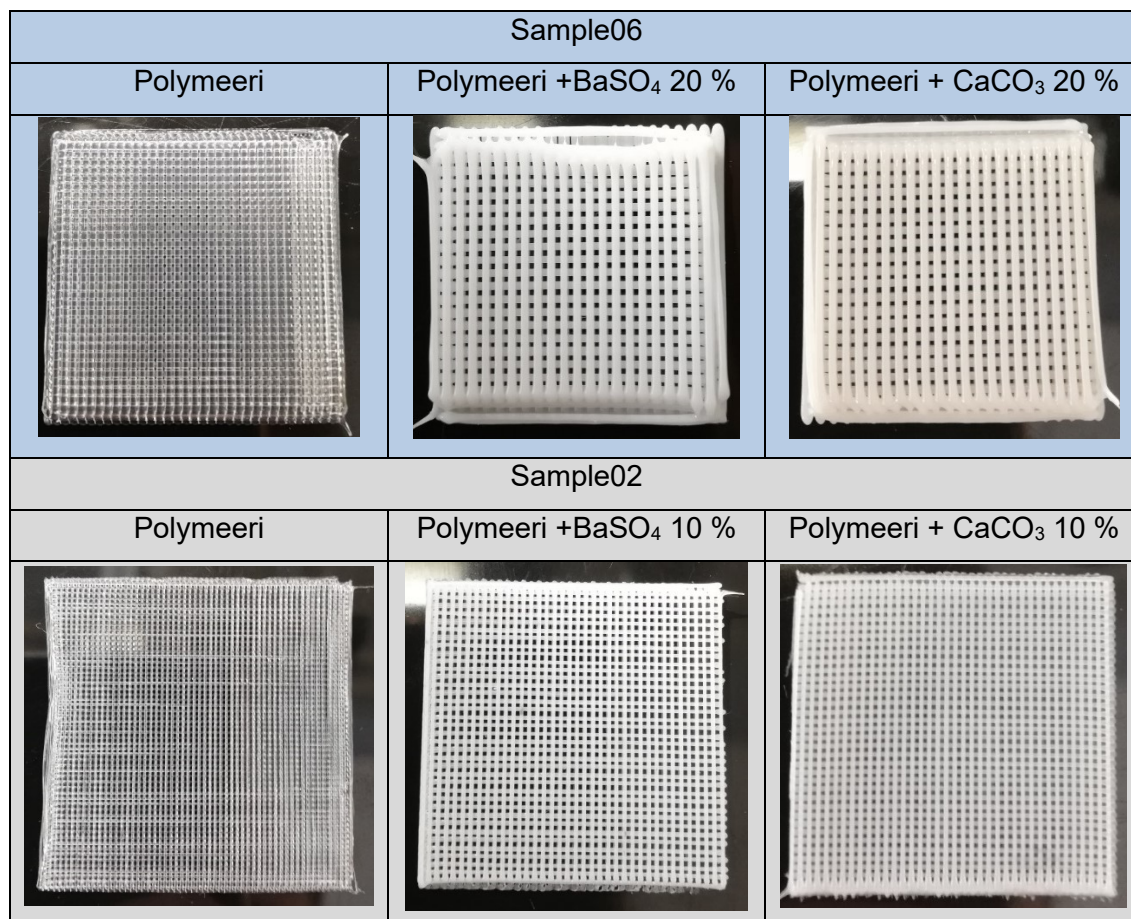 Sample06
Polymeeri
Polymeeri +BaSO₄ 20 %
Polymeeri + CaCO₃ 20 %
Sample02
Polymeeri
Polymeeri +BaSO₄ 10 %
Polymeeri + CaCO₃ 10 %